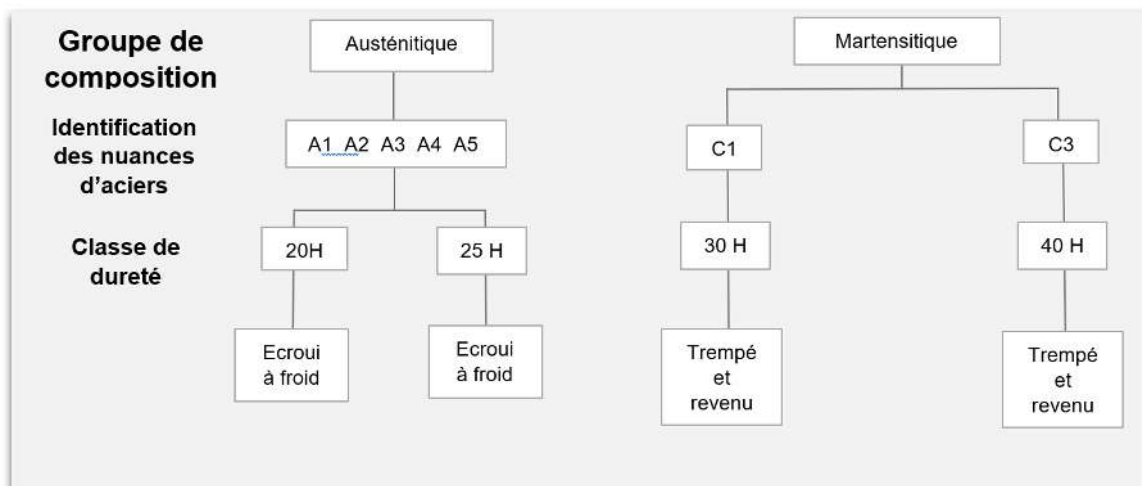 Groupe de
composition
Austénitique
Martensitique
Identification
des nuances
d'aciers
A1 A2 A3 A4 A5
C1
C3
Classe de
dureté
20H
25 H
30 H
40 H
Ecroui
à froid
Ecroui
à froid
Trempé
et
revenu
Trempé
et
revenu